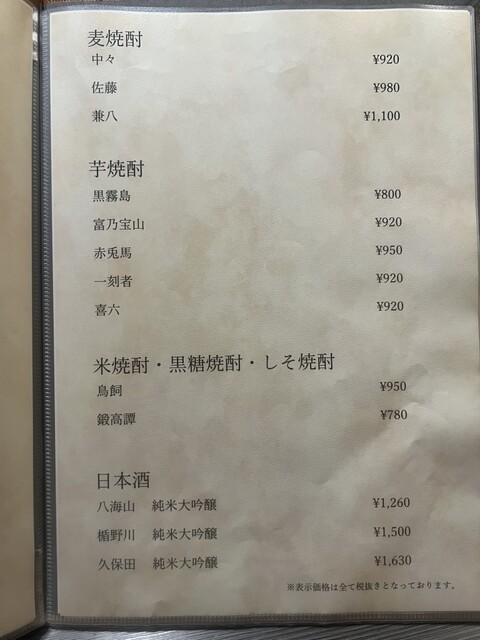 麦焼酎
中々 ¥920
佐藤 ¥980
兼八 ¥1,100
芋焼酎
黒霧島 ¥800
富乃宝山 ¥920
赤兎馬 ¥950
一刻者 ¥920
喜六 ¥920
米焼酎・黒糖焼酎・しそ焼酎
鳥飼 ¥950
鍛高譚 ¥780
日本酒
八海山 純米大吟醸 ¥1,260
楯野川 純米大吟醸 ¥1,500
久保田 純米大吟醸 ¥1,630
※表示価格は全て税抜きとなっております。